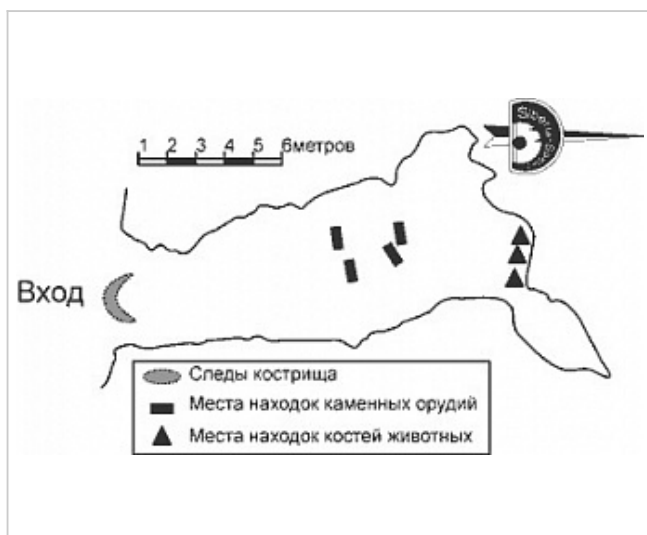 1 2 3 4 5 6метров
Вход
Следы кострища
Места находок каменных орудий
Места находок костей животных